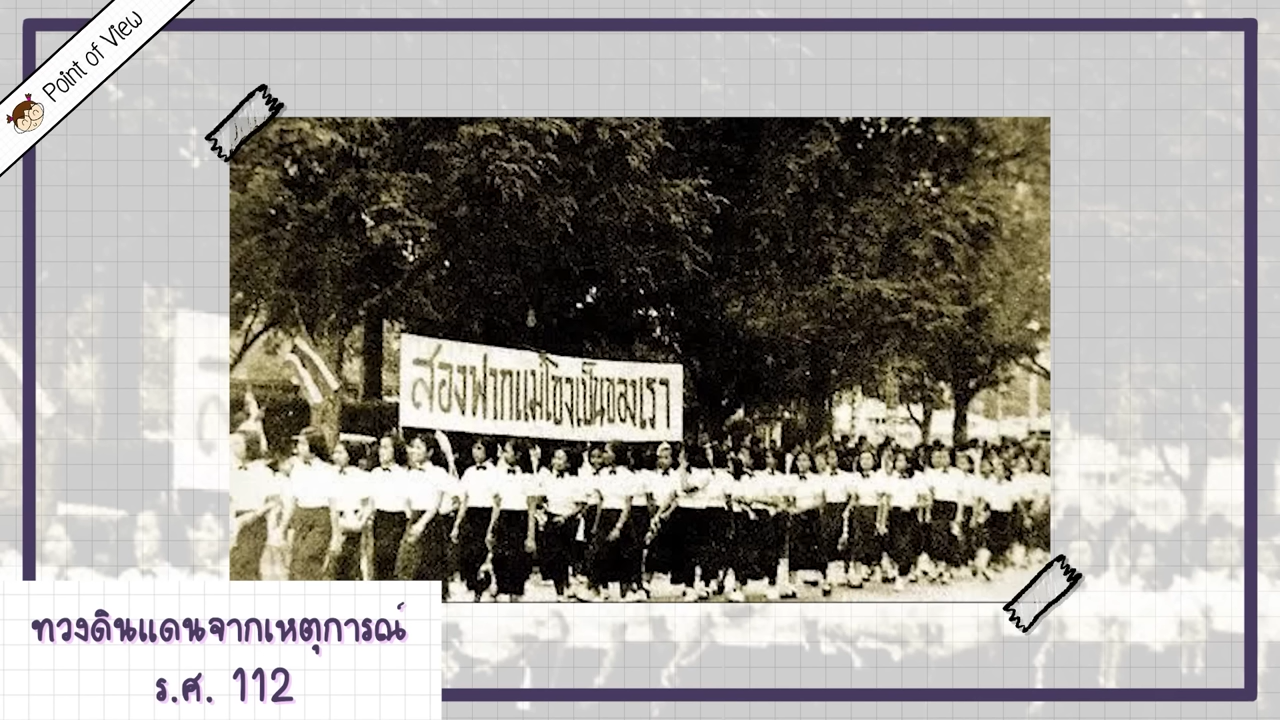 Point of View
สองฟากแม่โขงเป็นของเรา
ทวงดินแดนจากเหตุการณ์
ร.ศ. 112